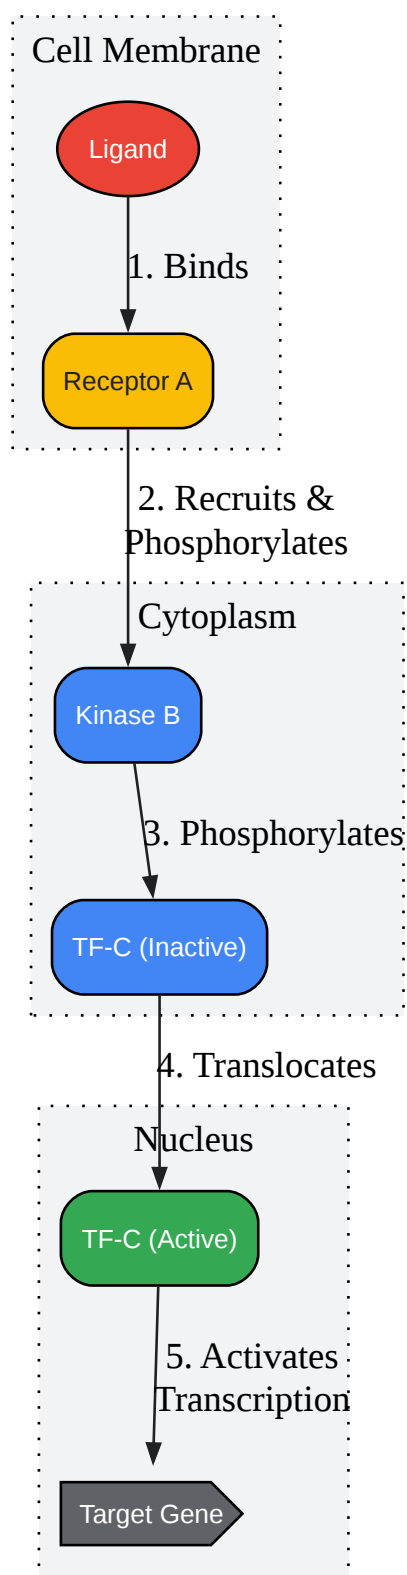 Cell Membrane
Ligand
1. Binds
Receptor A
2. Recruits &
Phosphorylates
Cytoplasm
Kinase B
3. Phosphorylates
TF-C (Inactive)
4. Translocates
Nucleus
TF-C (Active)
5. Activates
Transcription
Target Gene